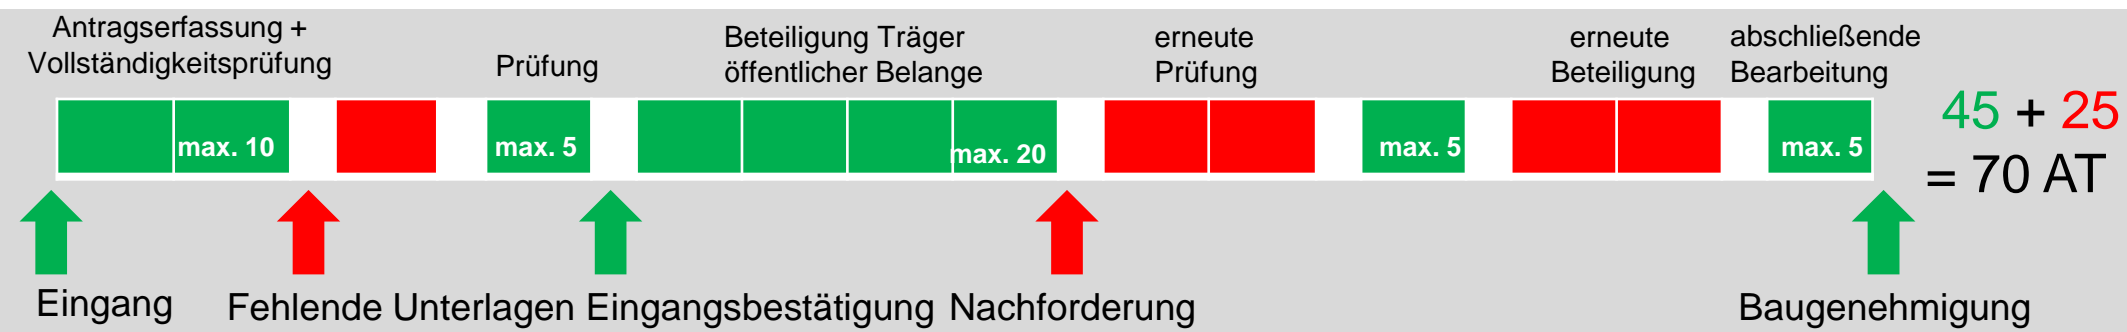 Antragserfassung +
Vollständigkeitsprüfung
Prüfung
Beteiligung Träger
öffentlicher Belange
erneute
Prüfung
erneute
Beteiligung
abschließende
Bearbeitung
max. 10
max. 5
max. 20
max. 5
max. 5
45 + 25
= 70 AT
Eingang
Fehlende Unterlagen
Eingangsbestätigung
Nachforderung
Baugenehmigung